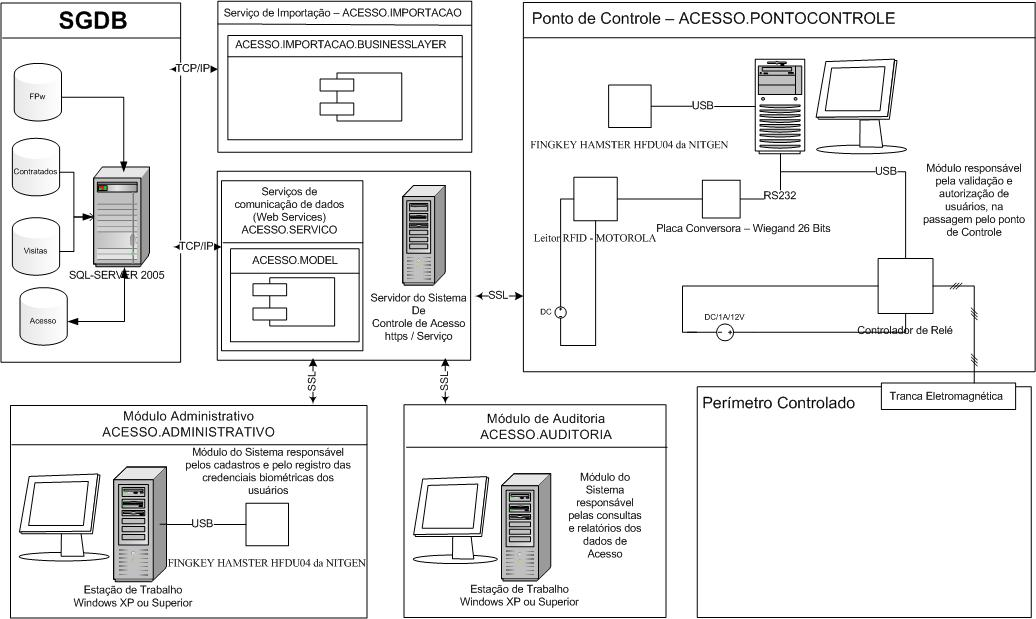 SGDB
FPw
Contratados
Visitas
SQL-SERVER 2005
Acesso
TCP/IP
TCP/IP
Serviço de Importação – ACESSO.IMPORTACAO
ACESSO.IMPORTACAO.BUSINESSLAYER
Serviços de
comunicação de dados
(Web Services)
ACESSO.SERVICO
ACESSO.MODEL
Servidor do Sistema
De
Controle de Acesso
https / Serviço
SSL
SSL
SSL
Ponto de Controle – ACESSO.PONTOCONTROLE
USB
FINGKEY HAMSTER HFDU04 da NITGEN
USB
RS232
Módulo responsável
pela validação e
autorização de
usuários, na
passagem pelo ponto
de Controle
Placa Conversora – Wiegand 26 Bits
Leitor RFID - MOTOROLA
DC
DC/1A/12V
Controlador de Relé
Tranca Eletromagnética
Perímetro Controlado
Módulo Administrativo
ACESSO.ADMINISTRATIVO
Módulo do Sistema responsável
pelos cadastros e pelo registro das
credenciais biométricas dos
usuários
USB
FINGKEY HAMSTER HFDU04 da NITGEN
Estação de Trabalho
Windows XP ou Superior
Módulo de Auditoria
ACESSO.AUDITORIA
Módulo do
Sistema
responsável
pelas consultas
e relatórios dos
dados de
Acesso
Estação de Trabalho
Windows XP ou Superior